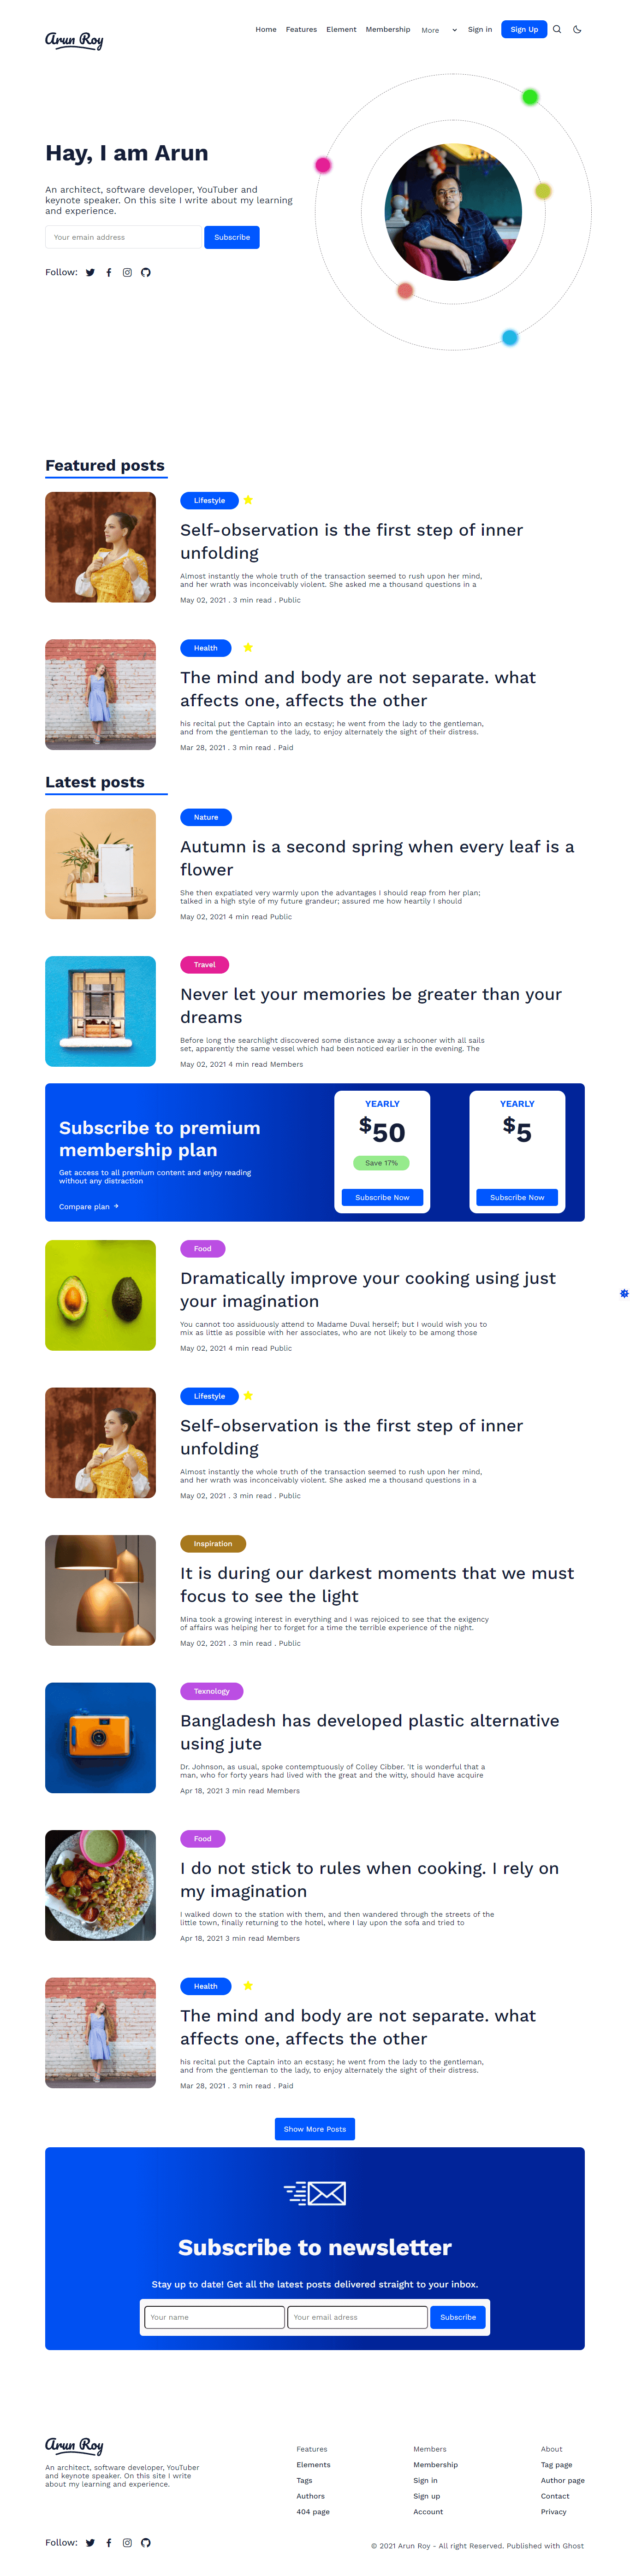 Arun Roy
Home Features Element Membership More Sign in Sign Up
Hay, I am Arun
An architect, software developer, YouTuber and
keynote speaker. On this site I write about my learning
and experience.
Your emain address Subscribe
Follow:
Featured posts
Lifestyle
Self-observation is the first step of inner
unfolding
Almost instantly the whole truth of the transaction seemed to rush upon her mind,
and her wrath was inconceivably violent. She asked me a thousand questions in a
May 02, 2021 . 3 min read . Public
Health
The mind and body are not separate. what
affects one, affects the other
his recital put the Captain into an ecstasy; he went from the lady to the gentleman,
and from the gentleman to the lady, to enjoy alternately the sight of their distress.
Mar 28, 2021 . 3 min read . Paid
Latest posts
Nature
Autumn is a second spring when every leaf is a
flower
She then expatiated very warmly upon the advantages I should reap from her plan;
talked in a high style of my future grandeur; assured me how heartily I should
May 02, 2021 4 min read Public
Travel
Never let your memories be greater than your
dreams
Before long the searchlight discovered some distance away a schooner with all sails
set, apparently the same vessel which had been noticed earlier in the evening. The
May 02, 2021 4 min read Members
Subscribe to premium
membership plan
Get access to all premium content and enjoy reading
without any distraction
Compare plan
YEARLY
$50
Save 17%
Subscribe Now
YEARLY
$5
Subscribe Now
Food
Dramatically improve your cooking using just
your imagination
You cannot too assiduously attend to Madame Duval herself; but I would wish you to
mix as little as possible with her associates, who are not likely to be among those
May 02, 2021 4 min read Public
Lifestyle
Self-observation is the first step of inner
unfolding
Almost instantly the whole truth of the transaction seemed to rush upon her mind,
and her wrath was inconceivably violent. She asked me a thousand questions in a
May 02, 2021 . 3 min read . Public
Inspiration
It is during our darkest moments that we must
focus to see the light
Mina took a growing interest in everything and I was rejoiced to see that the exigency
of affairs was helping her to forget for a time the terrible experience of the night.
May 02, 2021 . 3 min read . Public
Texnology
Bangladesh has developed plastic alternative
using jute
Dr. Johnson, as usual, spoke contemptuously of Colley Cibber. 'It is wonderful that a
man, who for forty years had lived with the great and the witty, should have acquire
Apr 18, 2021 3 min read Members
Food
I do not stick to rules when cooking. I rely on
my imagination
I walked down to the station with them, and then wandered through the streets of the
little town, finally returning to the hotel, where I lay upon the sofa and tried to
Apr 18, 2021 3 min read Members
Health
The mind and body are not separate. what
affects one, affects the other
his recital put the Captain into an ecstasy; he went from the lady to the gentleman,
and from the gentleman to the lady, to enjoy alternately the sight of their distress.
Mar 28, 2021 . 3 min read . Paid
Show More Posts
Subscribe to newsletter
Stay up to date! Get all the latest posts delivered straight to your inbox.
Your name Your email adress Subscribe
Arun Roy
An architect, software developer, YouTuber
and keynote speaker. On this site I write
about my learning and experience.
Features
Elements
Tags
Authors
404 page
Members
Membership
Sign in
Sign up
Account
About
Tag page
Author page
Contact
Privacy
Follow:
© 2021 Arun Roy - All right Reserved. Published with Ghost